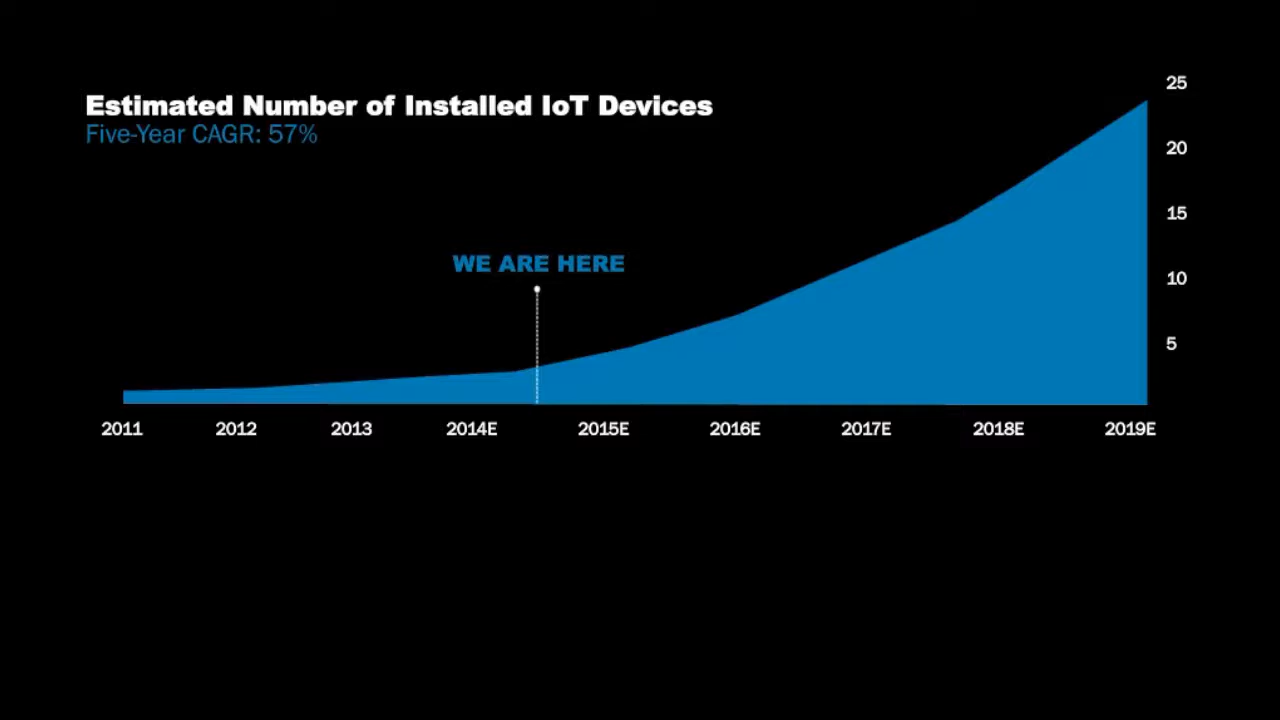 Estimated Number of Installed IoT Devices
Five-Year CAGR: 57%
25
20
15
10
5
WE ARE HERE
2011 2012 2013 2014E 2015E 2016E 2017E 2018E 2019E